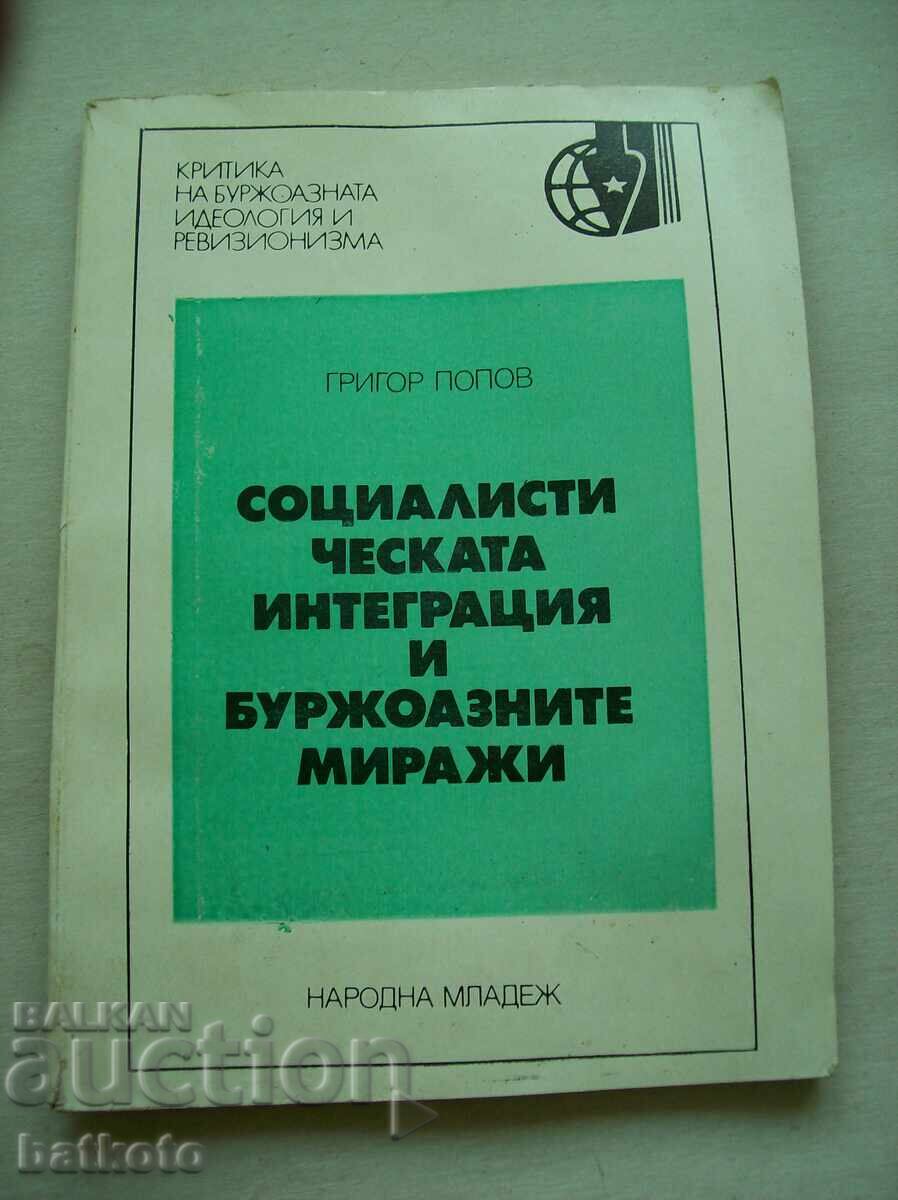 КРИТИКА
НА БУРЖОАЗНАТА
ИДЕОЛОГИЯ И
РЕВИЗИОНИЗМА
ГРИГОР ПОПОВ
СОЦИАЛИСТИ
ЧЕСКАТА
ИНТЕГРАЦИЯ
И
БУРЖОАЗНИТЕ
МИРАЖИ
НАРОДНА МЛАДЕЖ
BALKAN
auction
batkoto